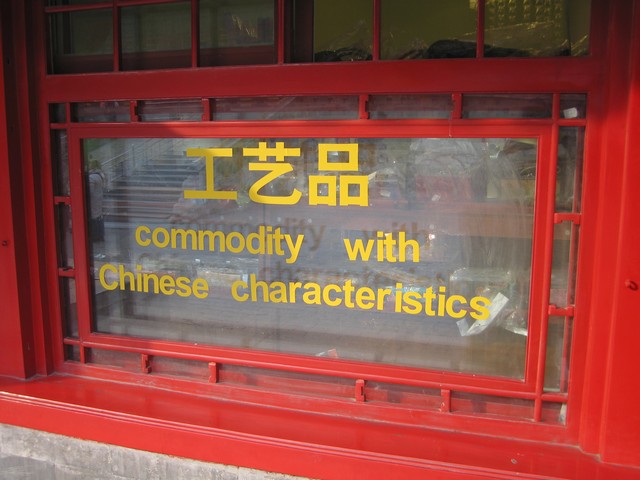 工艺品
commodity with
Chinese characteristics